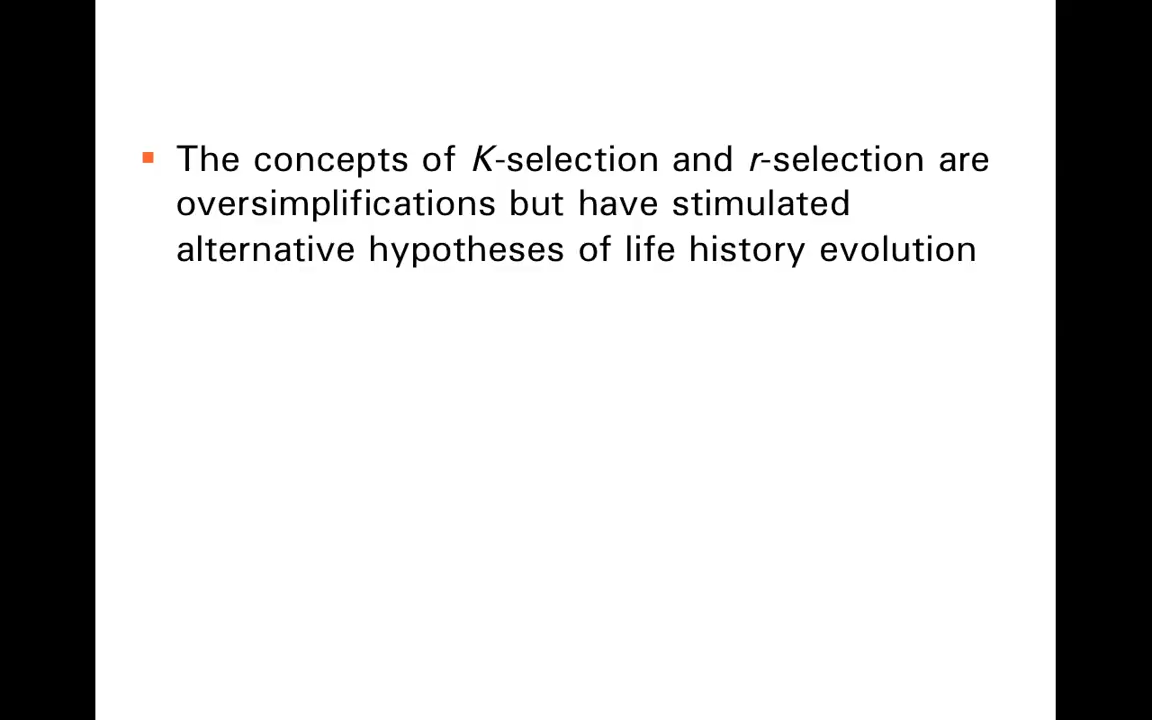 The concepts of K-selection and r-selection are
oversimplifications but have stimulated
alternative hypotheses of life history evolution